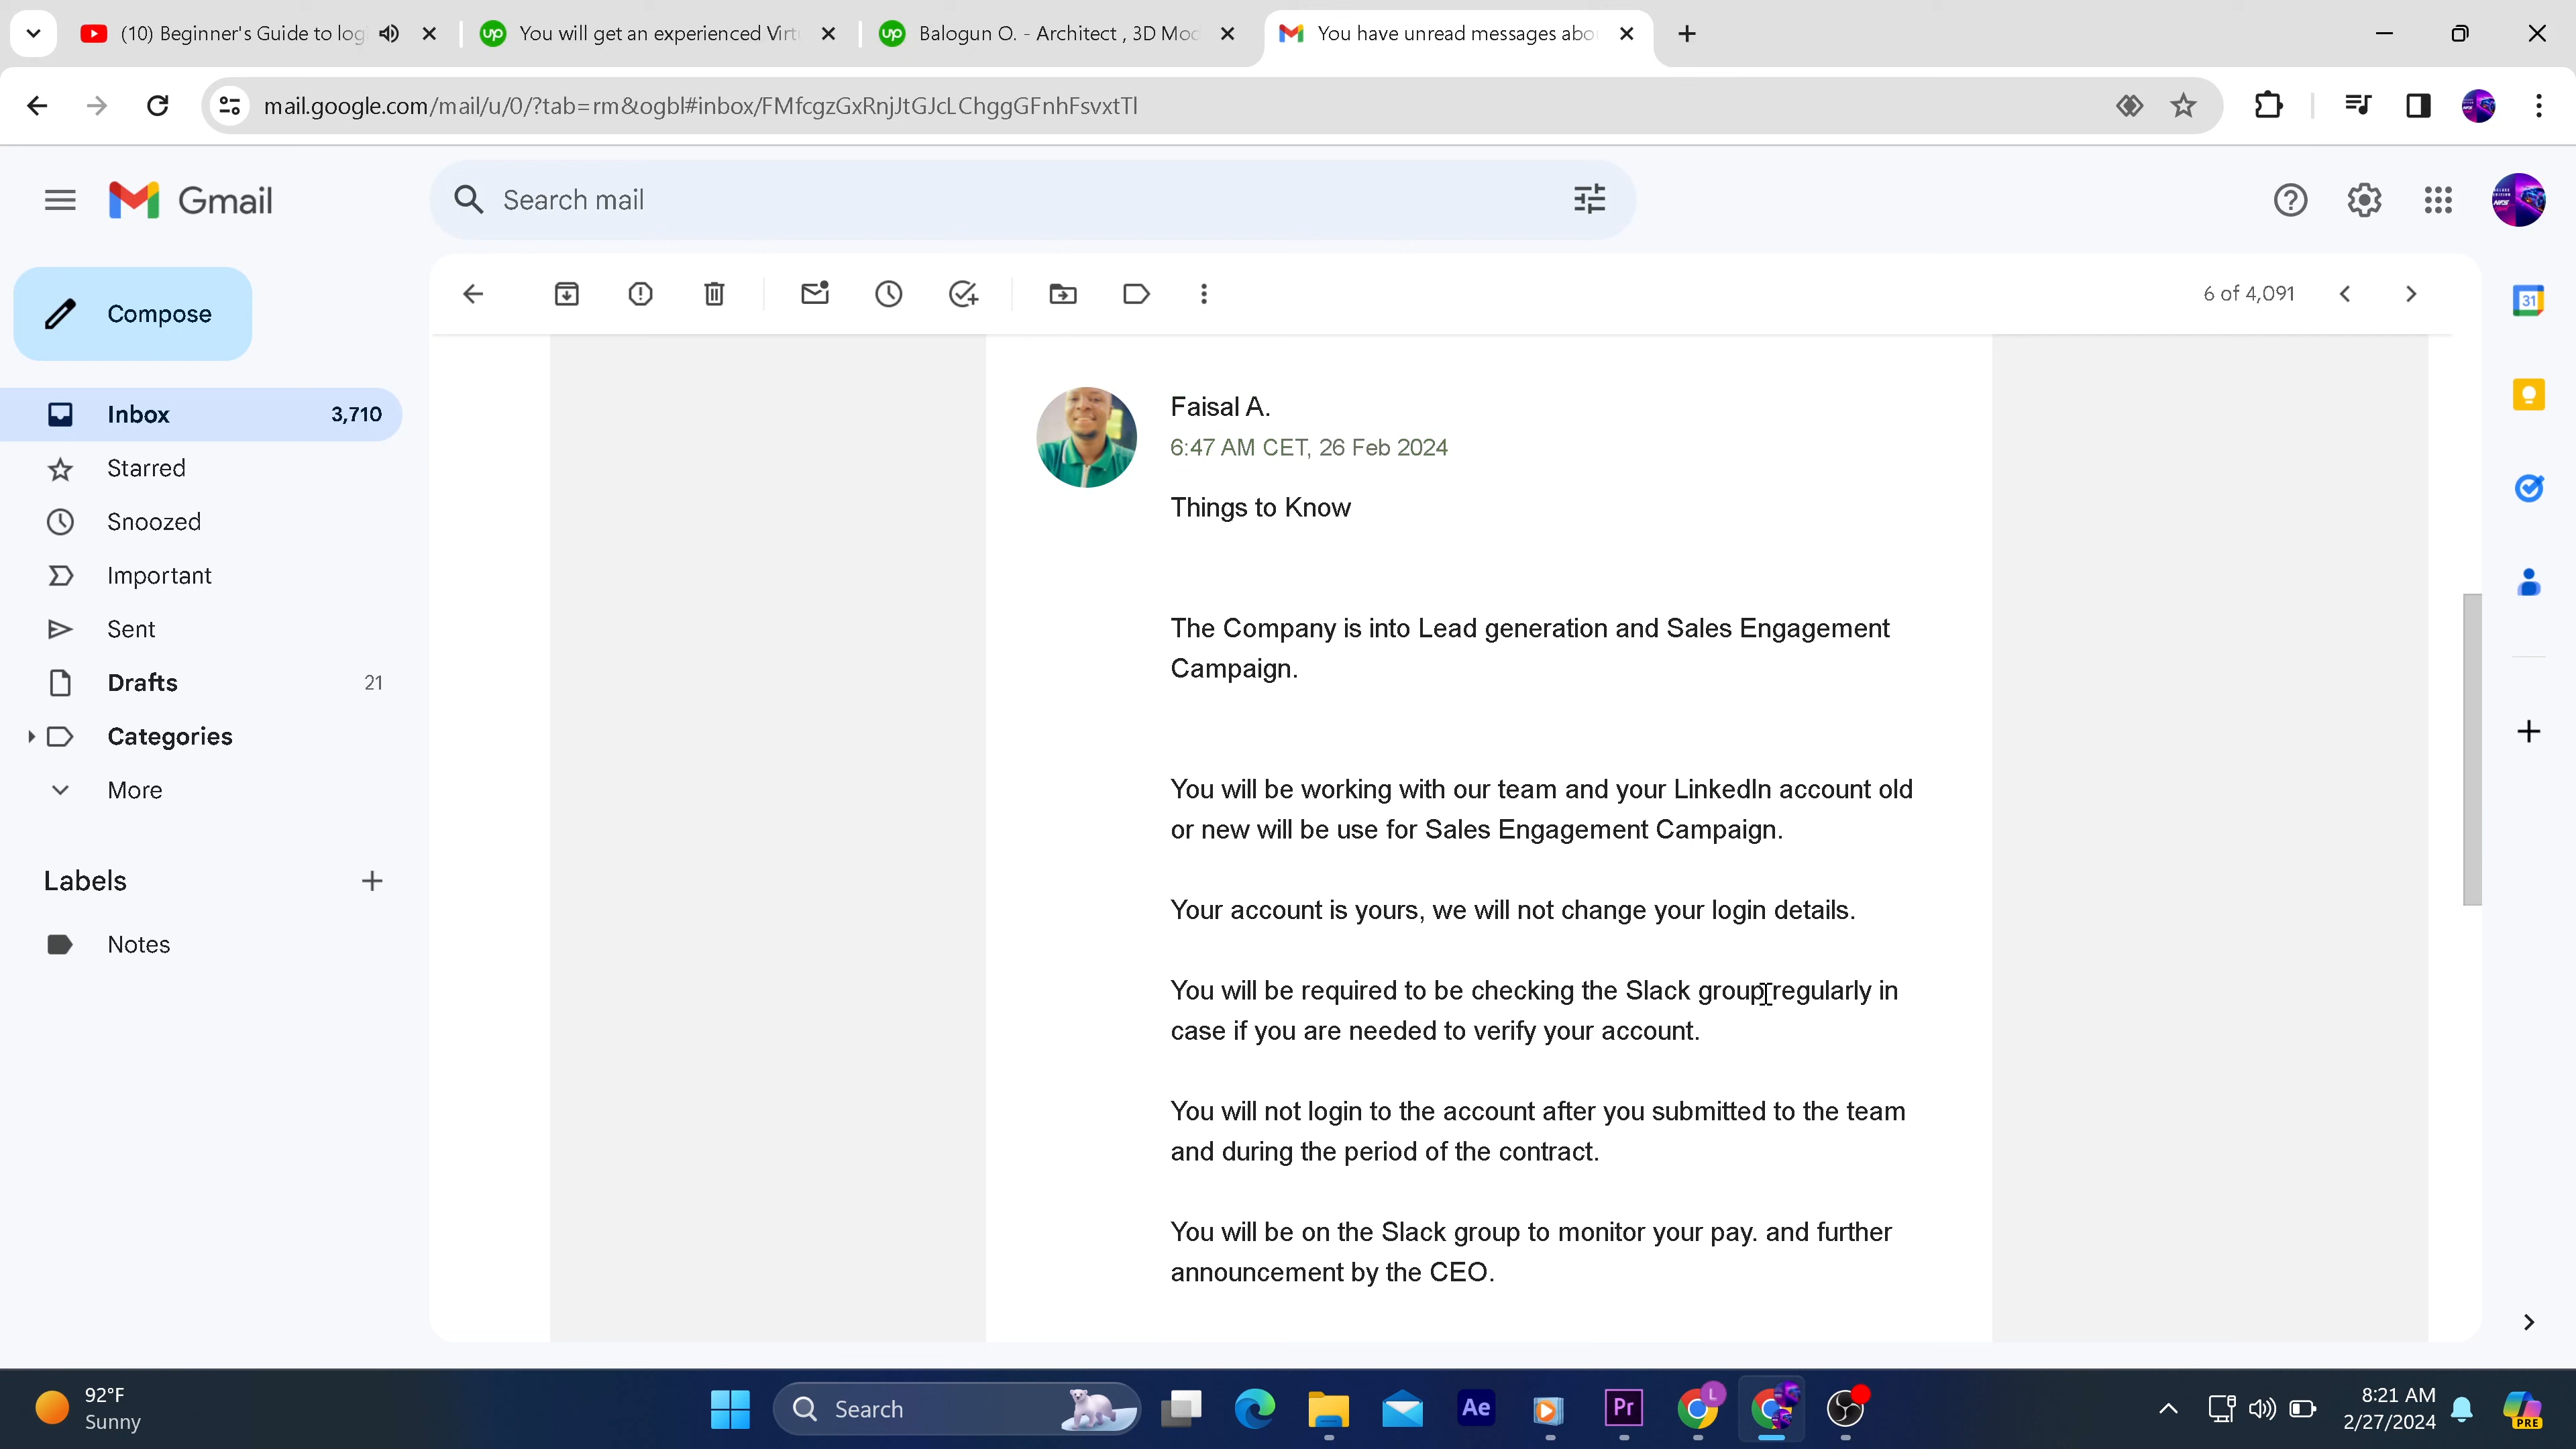 (10) Beginner's Guide to log
You will get an experienced Virt
Balogun O. - Architect , 3D Mod
You have unread messages abo
mail.google.com/mail/u/0/?tab=rm&ogbl#inbox/FMfcgzGxRnjJtGJcLChggGFnhFsvxtTl
Gmail
Search mail
Compose
6 of 4,091
31
Inbox 3,710
Starred
Snoozed
Important
Sent
Drafts 21
Categories
More
Labels
Notes
Faisal A.
6:47 AM CET, 26 Feb 2024
Things to Know
The Company is into Lead generation and Sales Engagement
Campaign.
You will be working with our team and your LinkedIn account old
or new will be use for Sales Engagement Campaign.
Your account is yours, we will not change your login details.
You will be required to be checking the Slack group regularly in
case if you are needed to verify your account.
You will not login to the account after you submitted to the team
and during the period of the contract.
You will be on the Slack group to monitor your pay. and further
announcement by the CEO.
92°F
Sunny
Search
Ae
Pr
L
8:21 AM
2/27/2024
PRE